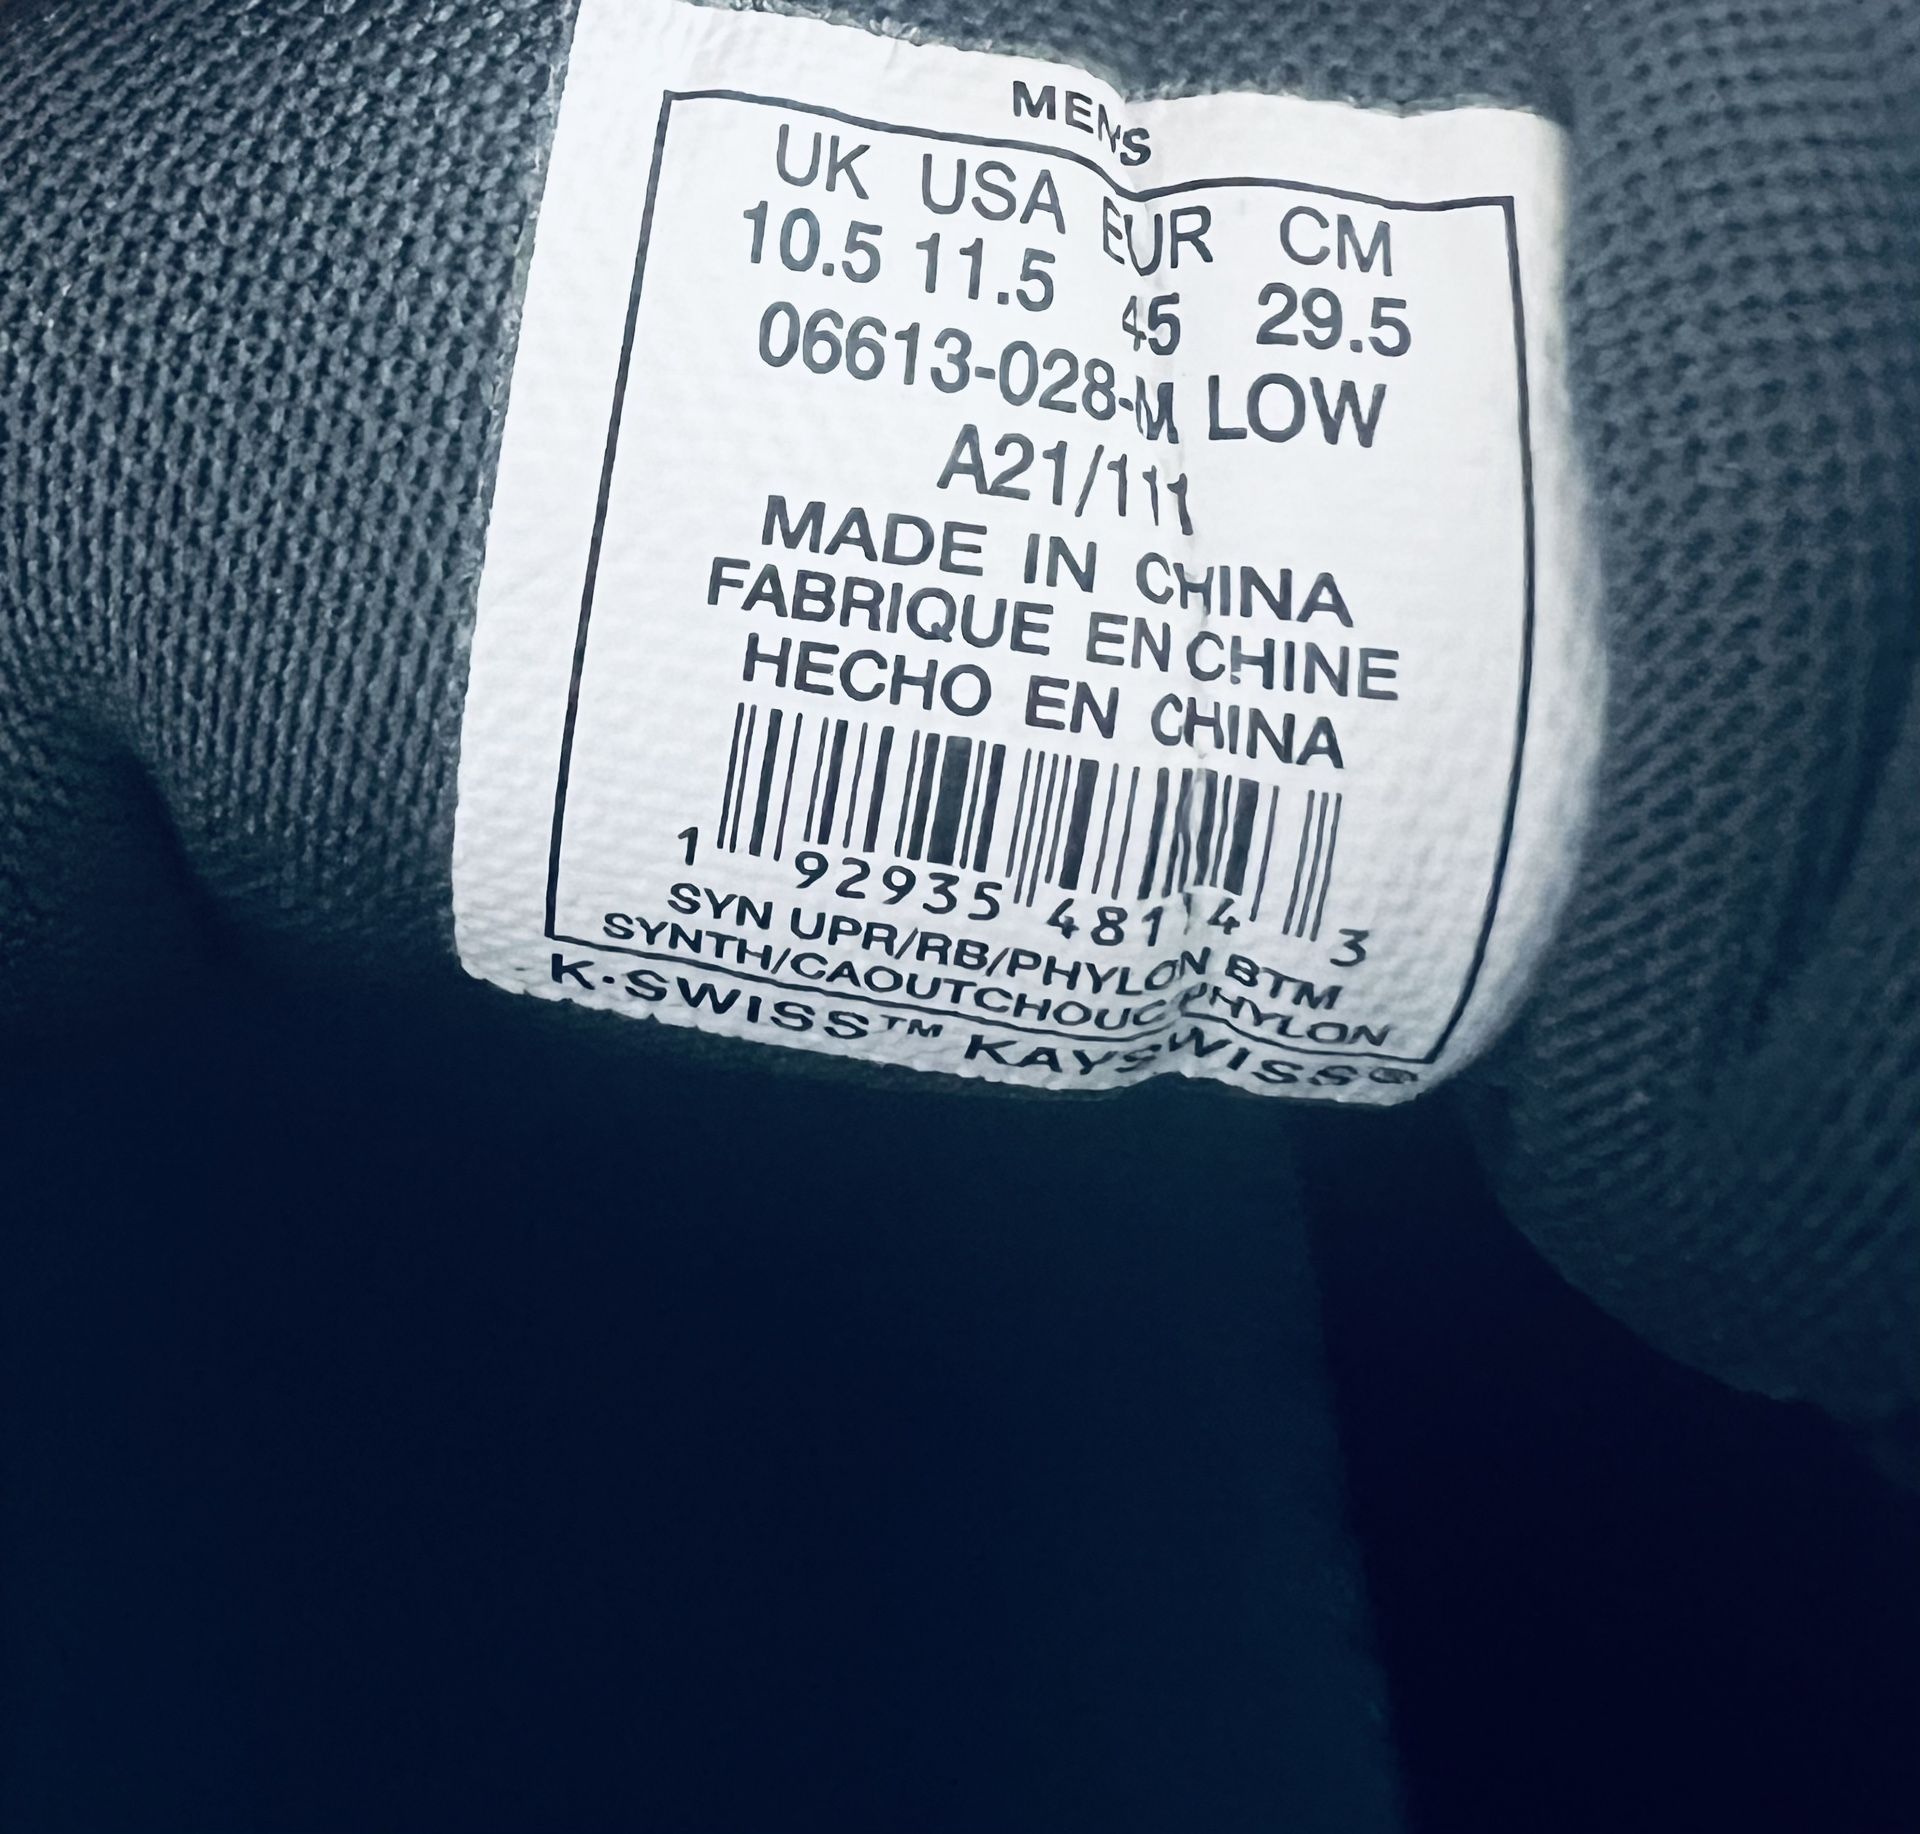 MEN'S
UK USA EUR CM
10.5 11.5 45 29.5
06613-028-M LOW
A21/111
MADE IN CHINA
FABRIQUE EN CHINE
HECHO EN CHINA
1 92935 48114 3
SYN UPR/RB/PHYLON BTM
SYNTH/CAOUTCHOUC/PHYLON
K·SWISS™ KAYSWISS®